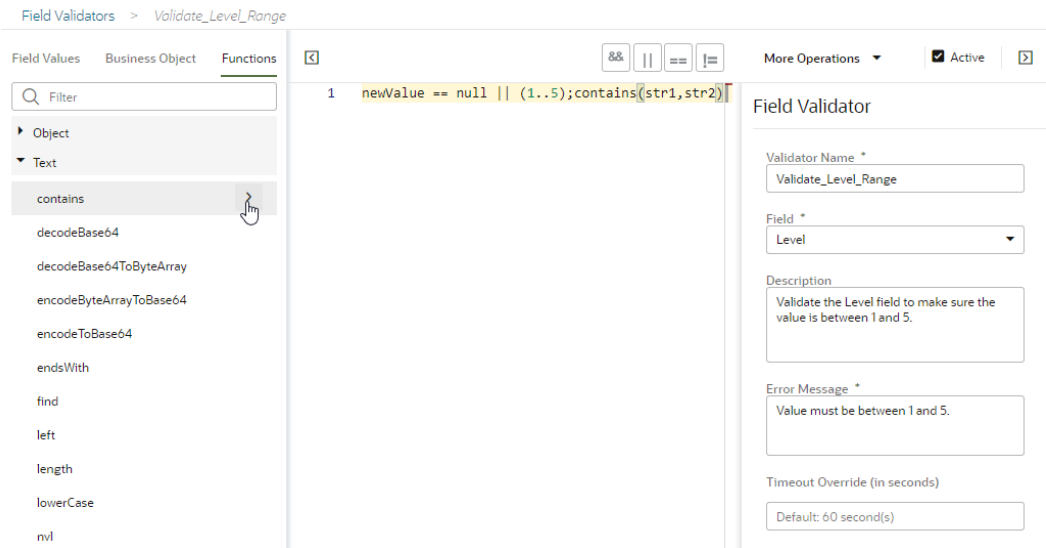 Field Validators > Validate_Level_Range
Field Values Business Object Functions
&& || == != More Operations Active
Filter
Object
Text
contains
decodeBase64
decodeBase64ToByteArray
encodeByteArrayToBase64
encodeToBase64
endsWith
find
left
length
lowerCase
nvl
1 newValue == null || (1..5);contains(str1,str2)
Field Validator
Validator Name *
Validate_Level_Range
Field *
Level
Description
Validate the Level field to make sure the
value is between 1 and 5.
Error Message *
Value must be between 1 and 5.
Timeout Override (in seconds)
Default: 60 second(s)